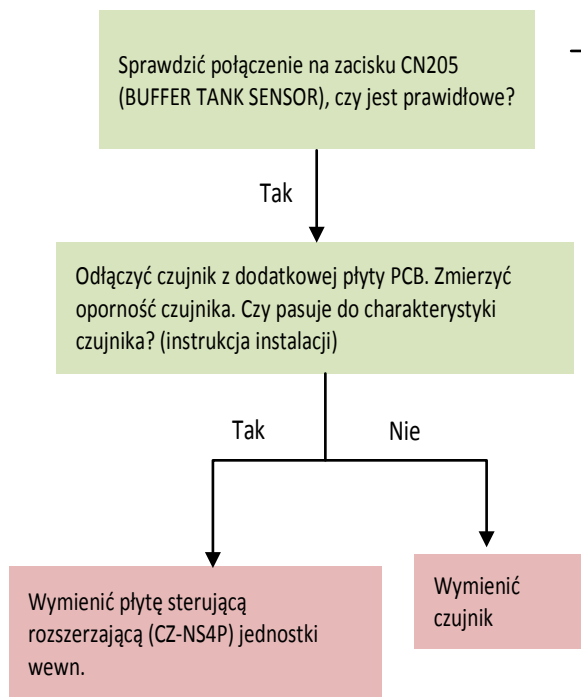 Sprawdzić połączenie na zacisku CN205
(BUFFER TANK SENSOR), czy jest prawidłowe?
Tak
Odłączyć czujnik z dodatkowej płyty PCB. Zmierzyć
oporność czujnika. Czy pasuje do charakterystyki
czujnika? (instrukcja instalacji)
Tak
Nie
Wymienić płytę sterującą
rozszerzającą (CZ-NS4P) jednostki
wewn.
Wymienić
czujnik